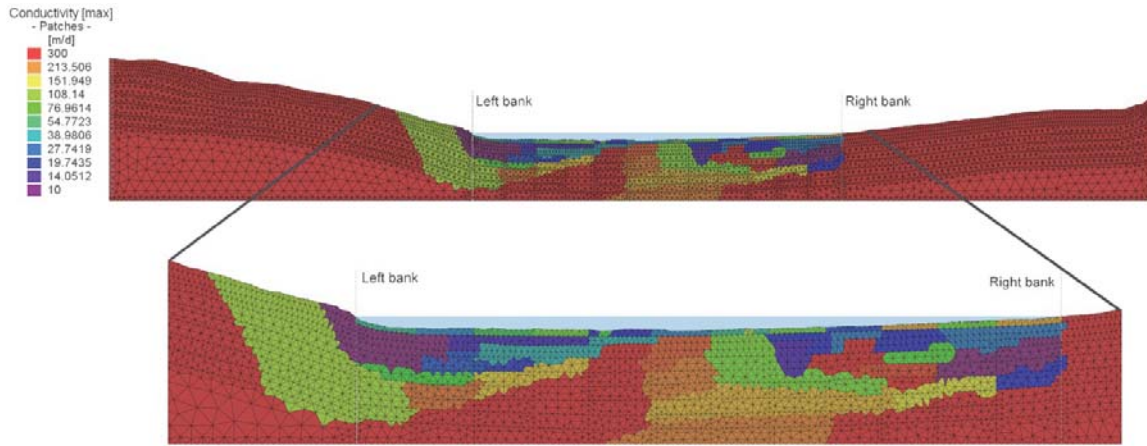 Conductivity [max]
- Patches -
[m/d]
300
213.506
151.949
108.14
76.9614
54.7723
38.9806
27.7419
19.7435
14.0512
10
Left bank
Right bank
Left bank
Right bank